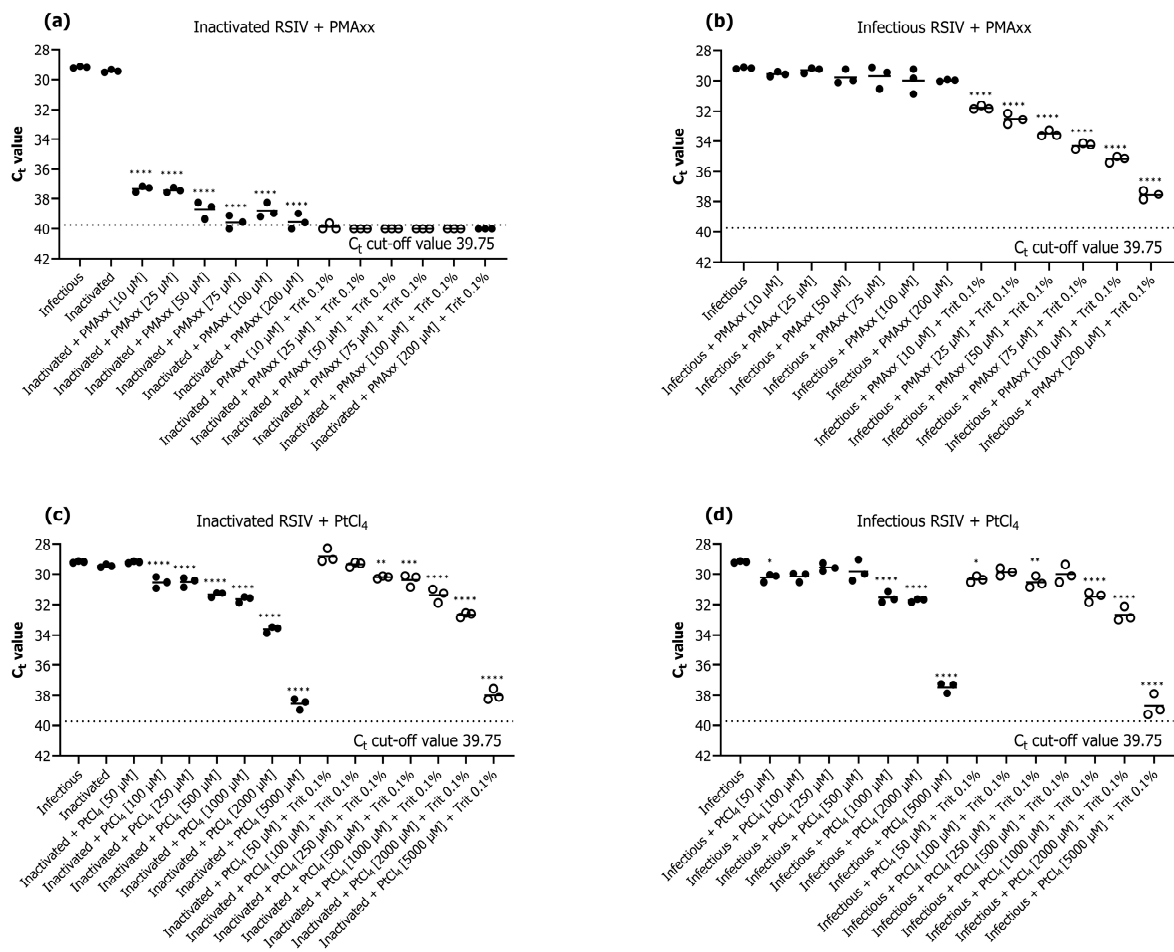 (a)
Inactivated RSIV + PMAxx
Cₜ value
28
30
32
34
36
38
40
42
****
****
****
****
****
****
Cₜ cut-off value 39.75
Infectious
Inactivated
Inactivated + PMAxx [10 µM]
Inactivated + PMAxx [25 µM]
Inactivated + PMAxx [50 µM]
Inactivated + PMAxx [75 µM]
Inactivated + PMAxx [100 µM]
Inactivated + PMAxx [200 µM]
Inactivated + PMAxx [10 µM] + Trit 0.1%
Inactivated + PMAxx [25 µM] + Trit 0.1%
Inactivated + PMAxx [50 µM] + Trit 0.1%
Inactivated + PMAxx [75 µM] + Trit 0.1%
Inactivated + PMAxx [100 µM] + Trit 0.1%
Inactivated + PMAxx [200 µM] + Trit 0.1%
(b)
Infectious RSIV + PMAxx
Cₜ value
28
30
32
34
36
38
40
42
****
****
****
****
****
****
Cₜ cut-off value 39.75
Infectious
Infectious + PMAxx [10 µM]
Infectious + PMAxx [25 µM]
Infectious + PMAxx [50 µM]
Infectious + PMAxx [75 µM]
Infectious + PMAxx [100 µM]
Infectious + PMAxx [200 µM]
Infectious + PMAxx [10 µM] + Trit 0.1%
Infectious + PMAxx [25 µM] + Trit 0.1%
Infectious + PMAxx [50 µM] + Trit 0.1%
Infectious + PMAxx [75 µM] + Trit 0.1%
Infectious + PMAxx [100 µM] + Trit 0.1%
Infectious + PMAxx [200 µM] + Trit 0.1%
(c)
Inactivated RSIV + PtCl₄
Cₜ value
28
30
32
34
36
38
40
42
****
****
****
****
****
****
**
***
****
****
****
Cₜ cut-off value 39.75
Infectious
Inactivated
Inactivated + PtCl₄ [50 µM]
Inactivated + PtCl₄ [100 µM]
Inactivated + PtCl₄ [250 µM]
Inactivated + PtCl₄ [500 µM]
Inactivated + PtCl₄ [1000 µM]
Inactivated + PtCl₄ [2000 µM]
Inactivated + PtCl₄ [5000 µM]
Inactivated + PtCl₄ [50 µM] + Trit 0.1%
Inactivated + PtCl₄ [100 µM] + Trit 0.1%
Inactivated + PtCl₄ [250 µM] + Trit 0.1%
Inactivated + PtCl₄ [500 µM] + Trit 0.1%
Inactivated + PtCl₄ [1000 µM] + Trit 0.1%
Inactivated + PtCl₄ [2000 µM] + Trit 0.1%
Inactivated + PtCl₄ [5000 µM] + Trit 0.1%
(d)
Infectious RSIV + PtCl₄
Cₜ value
28
30
32
34
36
38
40
42
*
****
****
****
*
**
****
****
****
Cₜ cut-off value 39.75
Infectious
Infectious + PtCl₄ [50 µM]
Infectious + PtCl₄ [100 µM]
Infectious + PtCl₄ [250 µM]
Infectious + PtCl₄ [500 µM]
Infectious + PtCl₄ [1000 µM]
Infectious + PtCl₄ [2000 µM]
Infectious + PtCl₄ [5000 µM]
Infectious + PtCl₄ [50 µM] + Trit 0.1%
Infectious + PtCl₄ [100 µM] + Trit 0.1%
Infectious + PtCl₄ [250 µM] + Trit 0.1%
Infectious + PtCl₄ [500 µM] + Trit 0.1%
Infectious + PtCl₄ [1000 µM] + Trit 0.1%
Infectious + PtCl₄ [2000 µM] + Trit 0.1%
Infectious + PtCl₄ [5000 µM] + Trit 0.1%